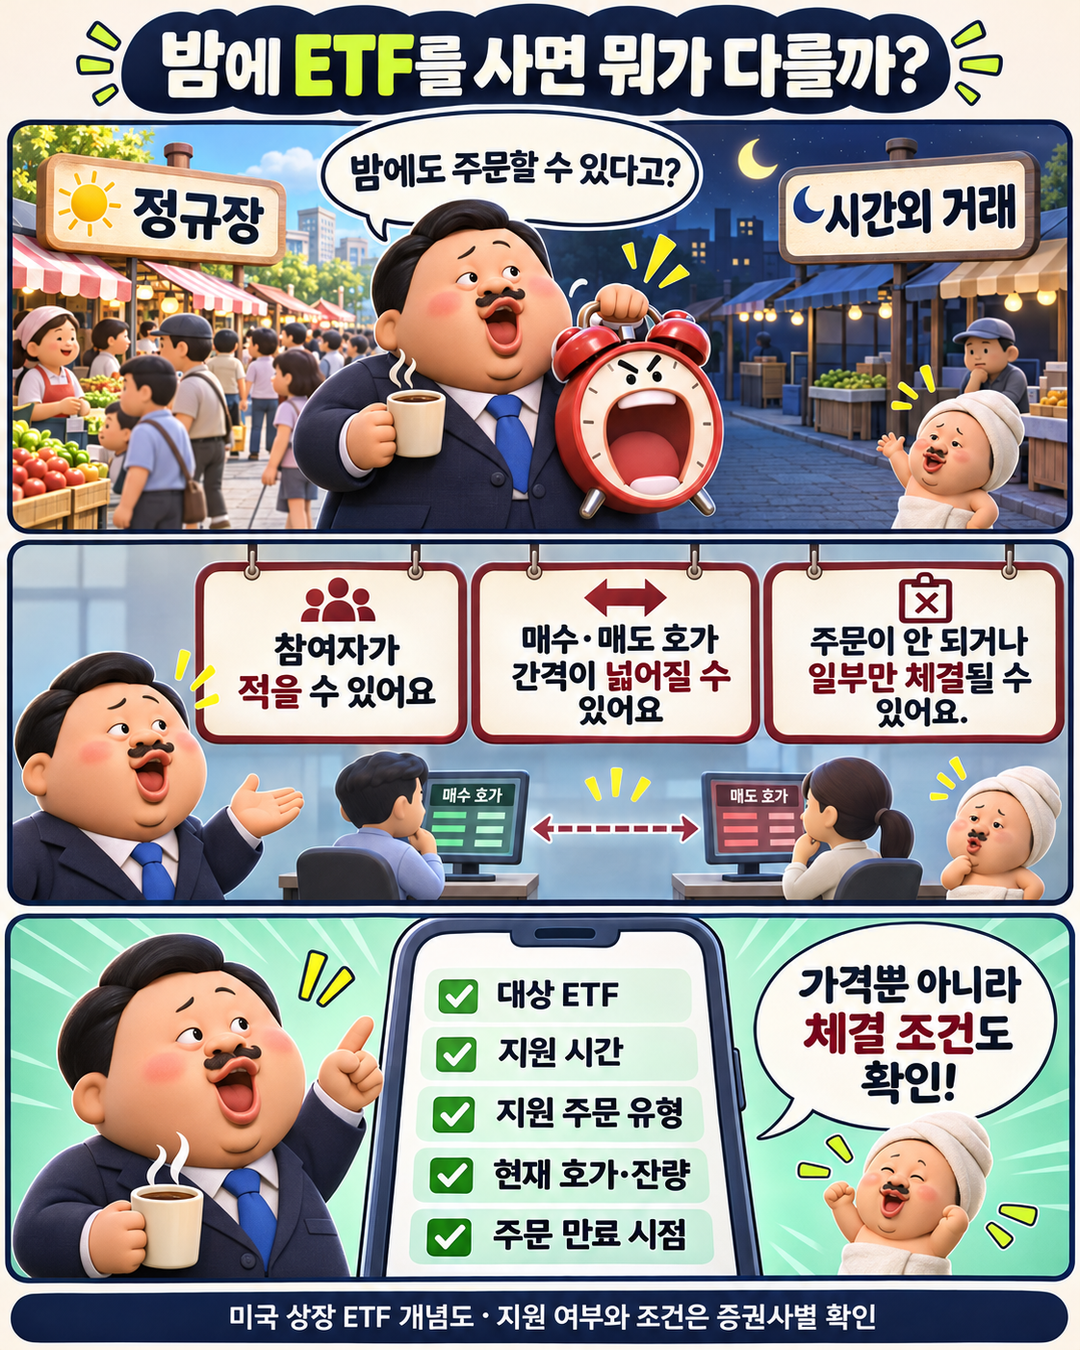 밤에 ETF를 사면 뭐가 다를까?
밤에도 주문할 수 있다고?
정규장
시간외 거래
참여자가
적을 수 있어요
매수·매도 호가
간격이 넓어질 수
있어요
주문이 안 되거나
일부만 체결될 수
있어요.
매수 호가
매도 호가
대상 ETF
지원 시간
지원 주문 유형
현재 호가·잔량
주문 만료 시점
가격뿐 아니라
체결 조건도
확인!
미국 상장 ETF 개념도 · 지원 여부와 조건은 증권사별 확인